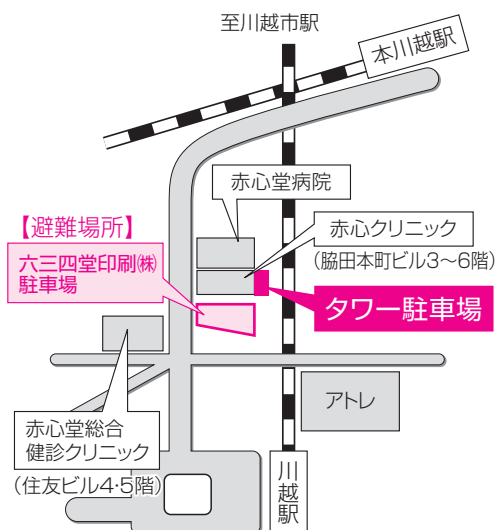 至川越市駅
本川越駅
赤心堂病院
【避難場所】
六三四堂印刷㈱
駐車場
赤心クリニック
(脇田本町ビル3〜6階)
タワー駐車場
アトレ
赤心堂総合
健診クリニック
(住友ビル4・5階)
川越駅